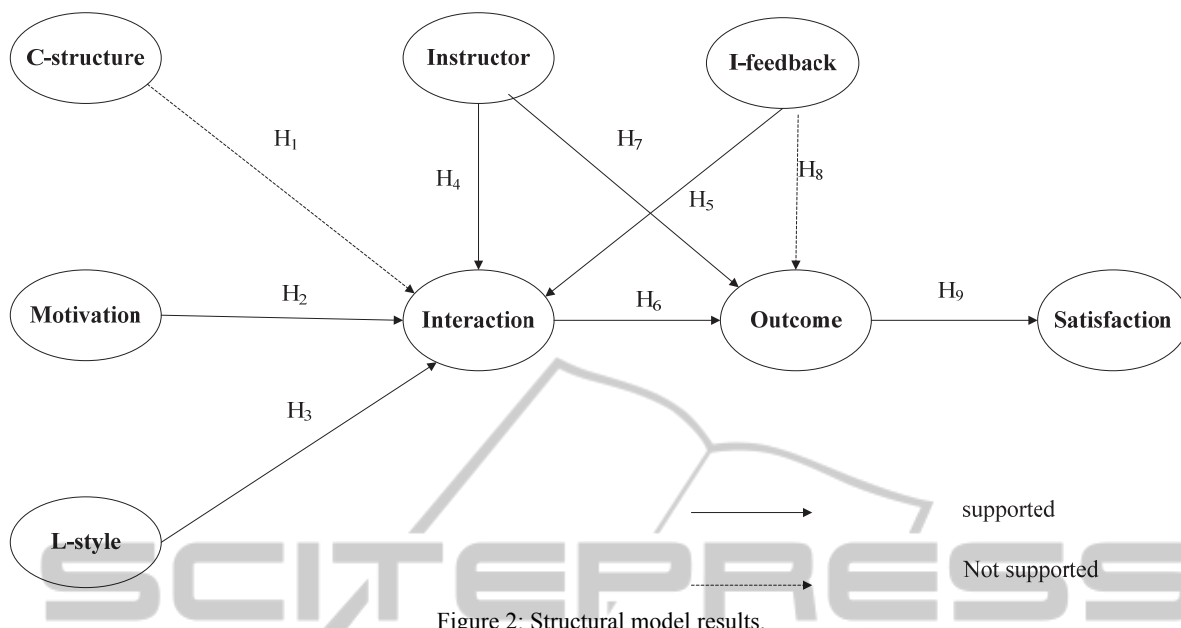 C-structure
Instructor
I-feedback
H1
H7
H4
H8
H5
Motivation
H2
Interaction
H6
Outcome
H9
Satisfaction
H3
L-style
supported
Not supported
SCITEPRESS
Figure 2: Structural model results.